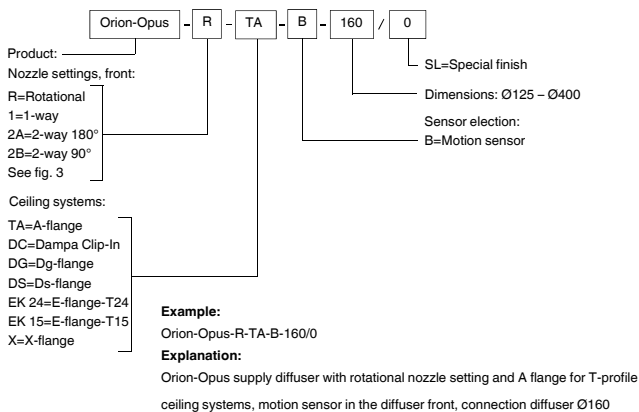 Orion-Opus - R - TA - B - 160 / 0
Product:
Nozzle settings, front:
R=Rotational
1=1-way
2A=2-way 180°
2B=2-way 90°
See fig. 3
Ceiling systems:
TA=A-flange
DC=Dampa Clip-In
DG=Dg-flange
DS=Ds-flange
EK 24=E-flange-T24
EK 15=E-flange-T15
X=X-flange
SL=Special finish
Dimensions: Ø125 – Ø400
Sensor election:
B=Motion sensor
Example:
Orion-Opus-R-TA-B-160/0
Explanation:
Orion-Opus supply diffuser with rotational nozzle setting and A flange for T-profile
ceiling systems, motion sensor in the diffuser front, connection diffuser Ø160